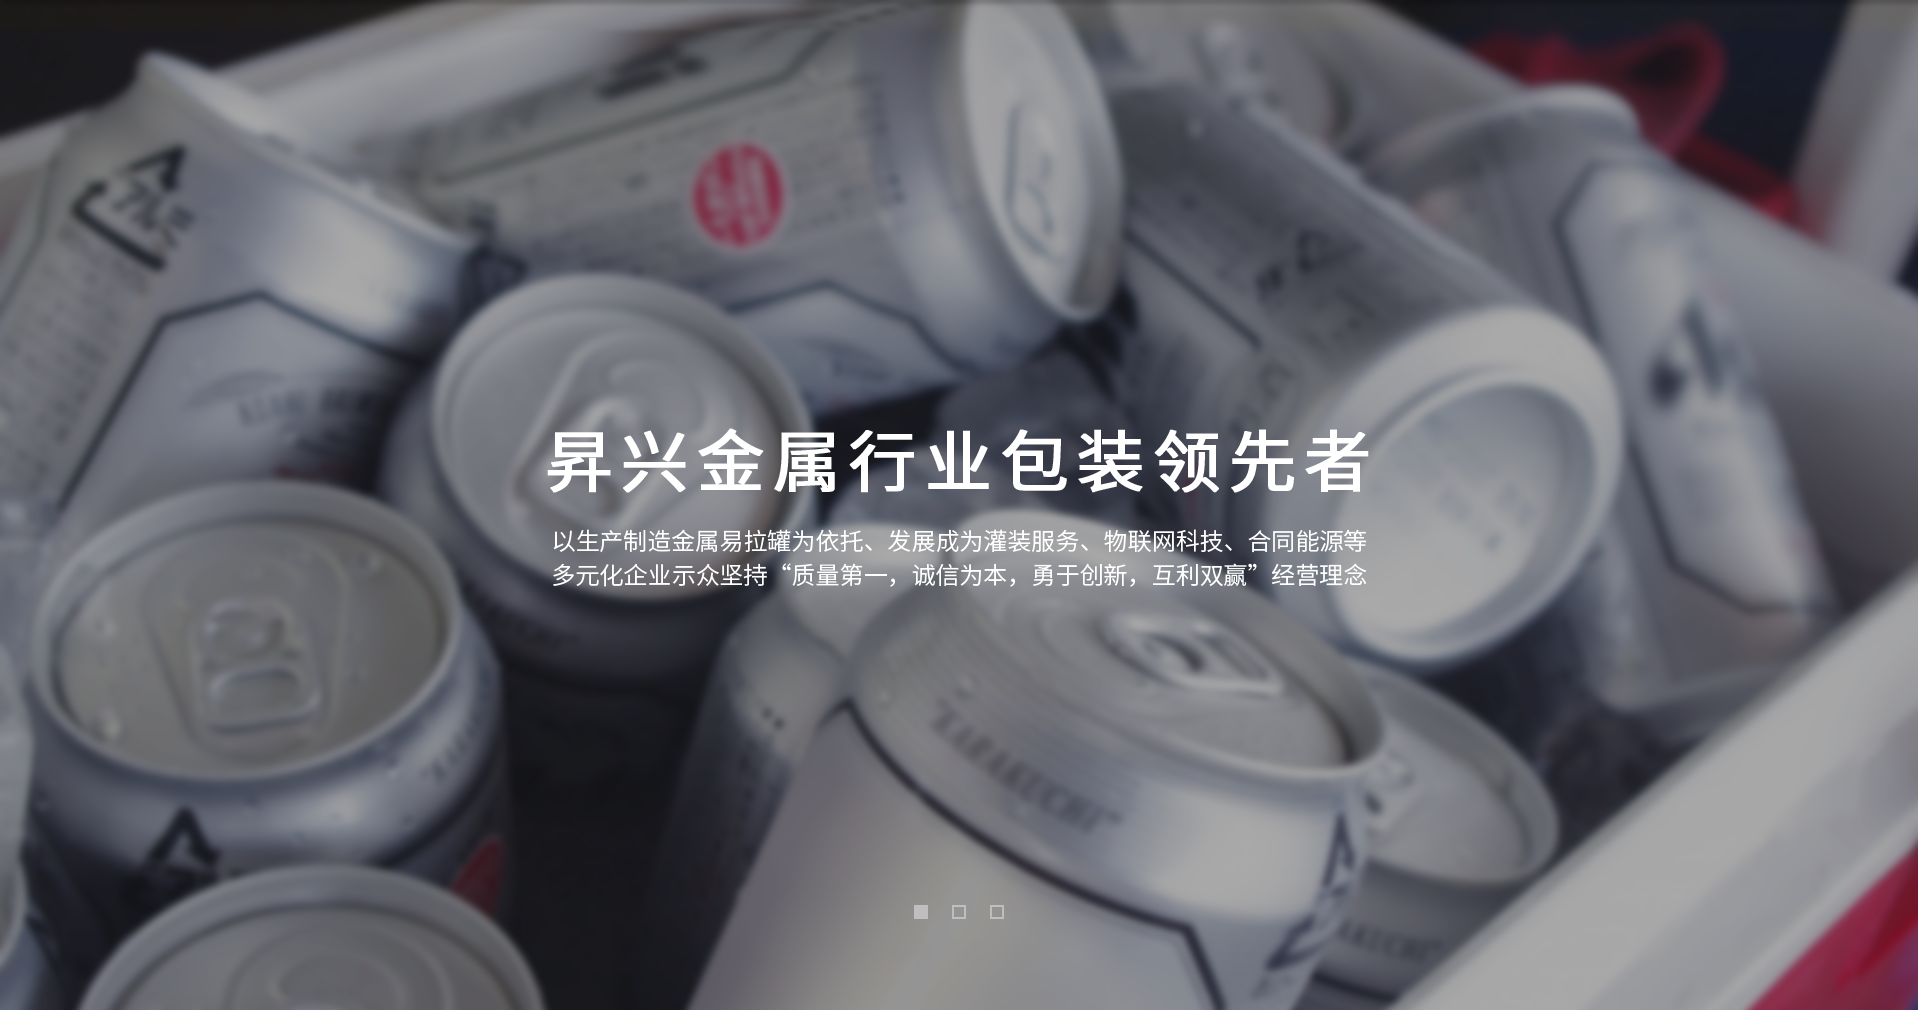 昇兴金属行业包装领先者
以生产制造金属易拉罐为依托、发展成为灌装服务、物联网科技、合同能源等
多元化企业示众坚持“质量第一，诚信为本，勇于创新，互利双赢”经营理念
"KARAKUCHI"